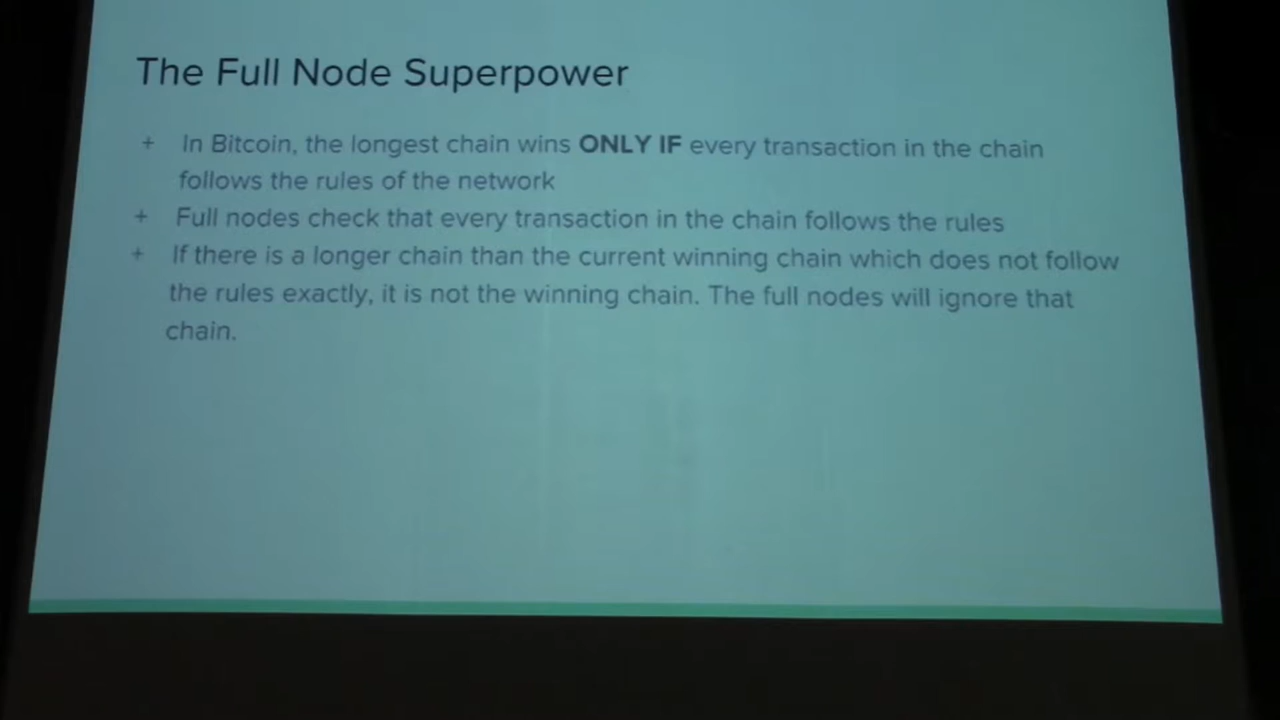 The Full Node Superpower
+ In Bitcoin, the longest chain wins ONLY IF every transaction in the chain
follows the rules of the network
+ Full nodes check that every transaction in the chain follows the rules
+ If there is a longer chain than the current winning chain which does not follow
the rules exactly, it is not the winning chain. The full nodes will ignore that
chain.